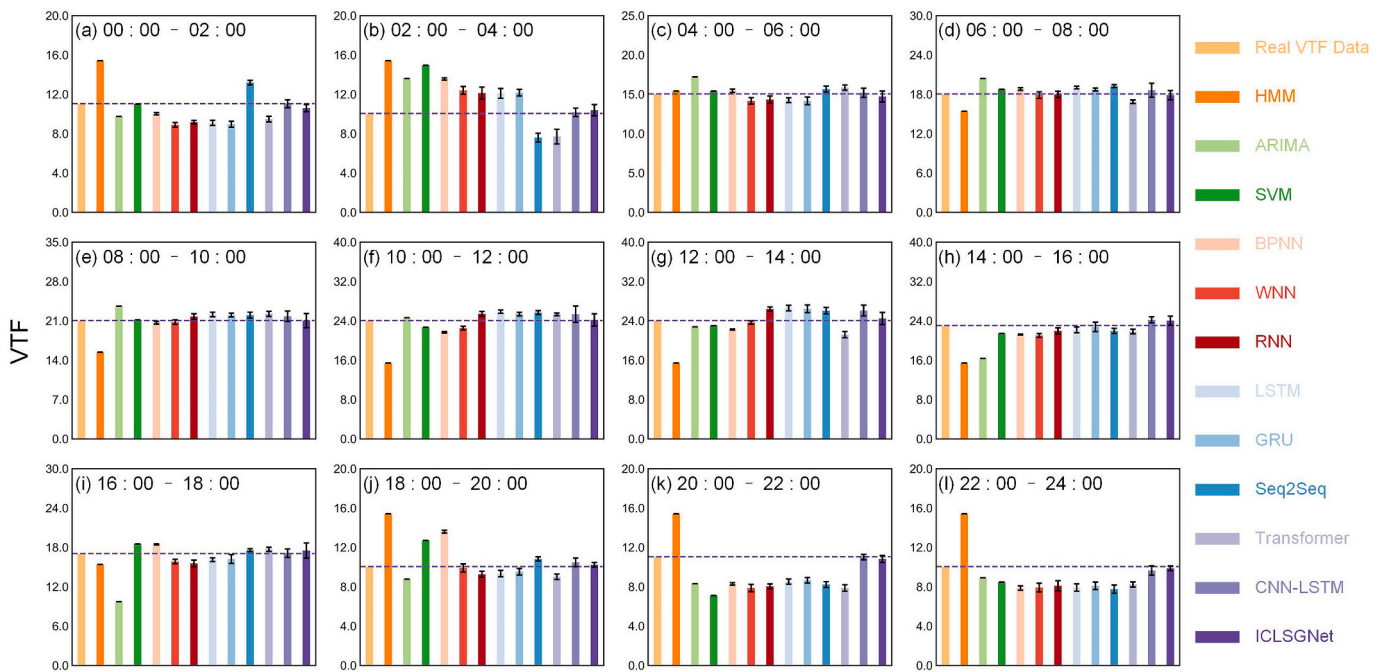 VTF
(a) 00 : 00 - 02 : 00
20.0
16.0
12.0
8.0
4.0
0.0
(b) 02 : 00 - 04 : 00
20.0
16.0
12.0
8.0
4.0
0.0
(c) 04 : 00 - 06 : 00
25.0
20.0
15.0
10.0
5.0
0.0
(d) 06 : 00 - 08 : 00
30.0
24.0
18.0
12.0
6.0
0.0
(e) 08 : 00 - 10 : 00
35.0
28.0
21.0
14.0
7.0
0.0
(f) 10 : 00 - 12 : 00
40.0
32.0
24.0
16.0
8.0
0.0
(g) 12 : 00 - 14 : 00
40.0
32.0
24.0
16.0
8.0
0.0
(h) 14 : 00 - 16 : 00
40.0
32.0
24.0
16.0
8.0
0.0
(i) 16 : 00 - 18 : 00
30.0
24.0
18.0
12.0
6.0
0.0
(j) 18 : 00 - 20 : 00
20.0
16.0
12.0
8.0
4.0
0.0
(k) 20 : 00 - 22 : 00
20.0
16.0
12.0
8.0
4.0
0.0
(l) 22 : 00 - 24 : 00
20.0
16.0
12.0
8.0
4.0
0.0
Real VTF Data
HMM
ARIMA
SVM
BPNN
WNN
RNN
LSTM
GRU
Seq2Seq
Transformer
CNN-LSTM
ICLSGNet